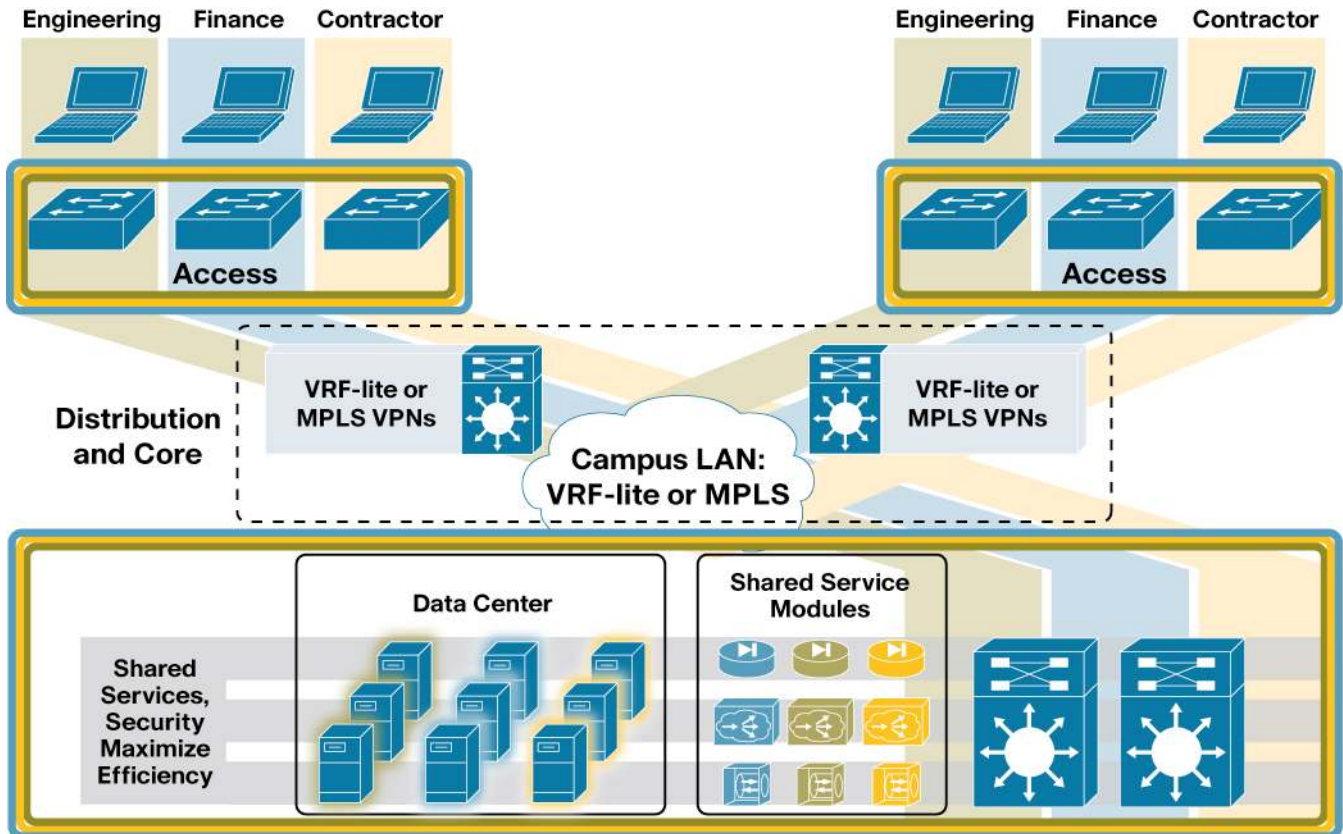 Engineering
Finance
Contractor
Engineering
Finance
Contractor
Access
Access
Distribution
and Core
VRF-lite or
MPLS VPNs
VRF-lite or
MPLS VPNs
Campus LAN:
VRF-lite or MPLS
Data Center
Shared Service
Modules
Shared
Services,
Security
Maximize
Efficiency